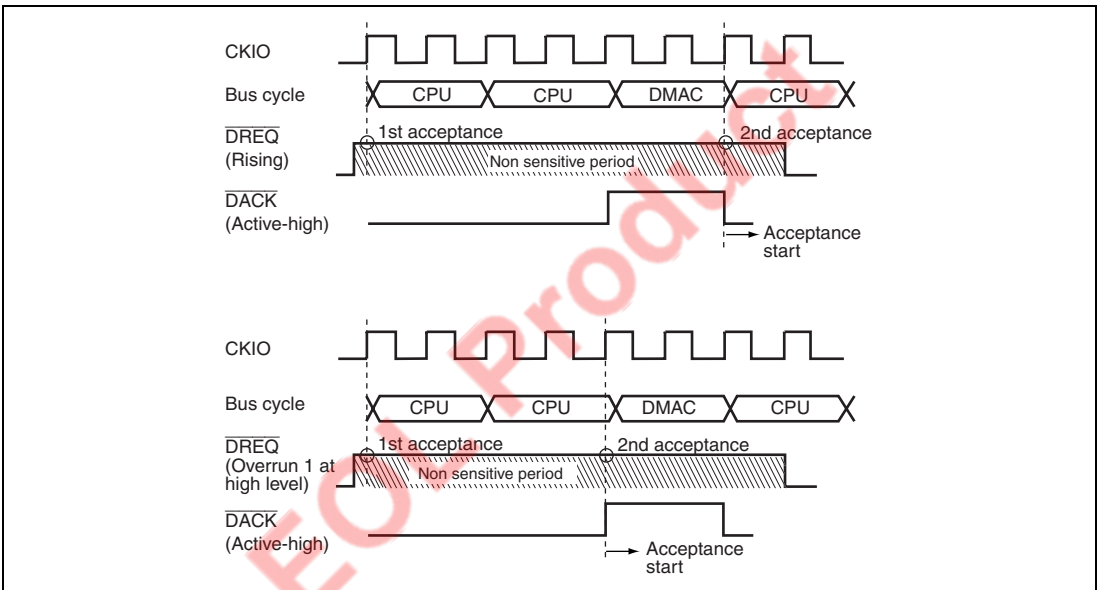 CKIO
Bus cycle CPU CPU DMAC CPU
DREQ 1st acceptance 2nd acceptance
(Rising) Non sensitive period
DACK
(Active-high)
Acceptance
start
CKIO
Bus cycle CPU CPU DMAC CPU
DREQ 1st acceptance 2nd acceptance
(Overrun 1 at
high level) Non sensitive period
DACK
(Active-high)
Acceptance
start
EOL Product